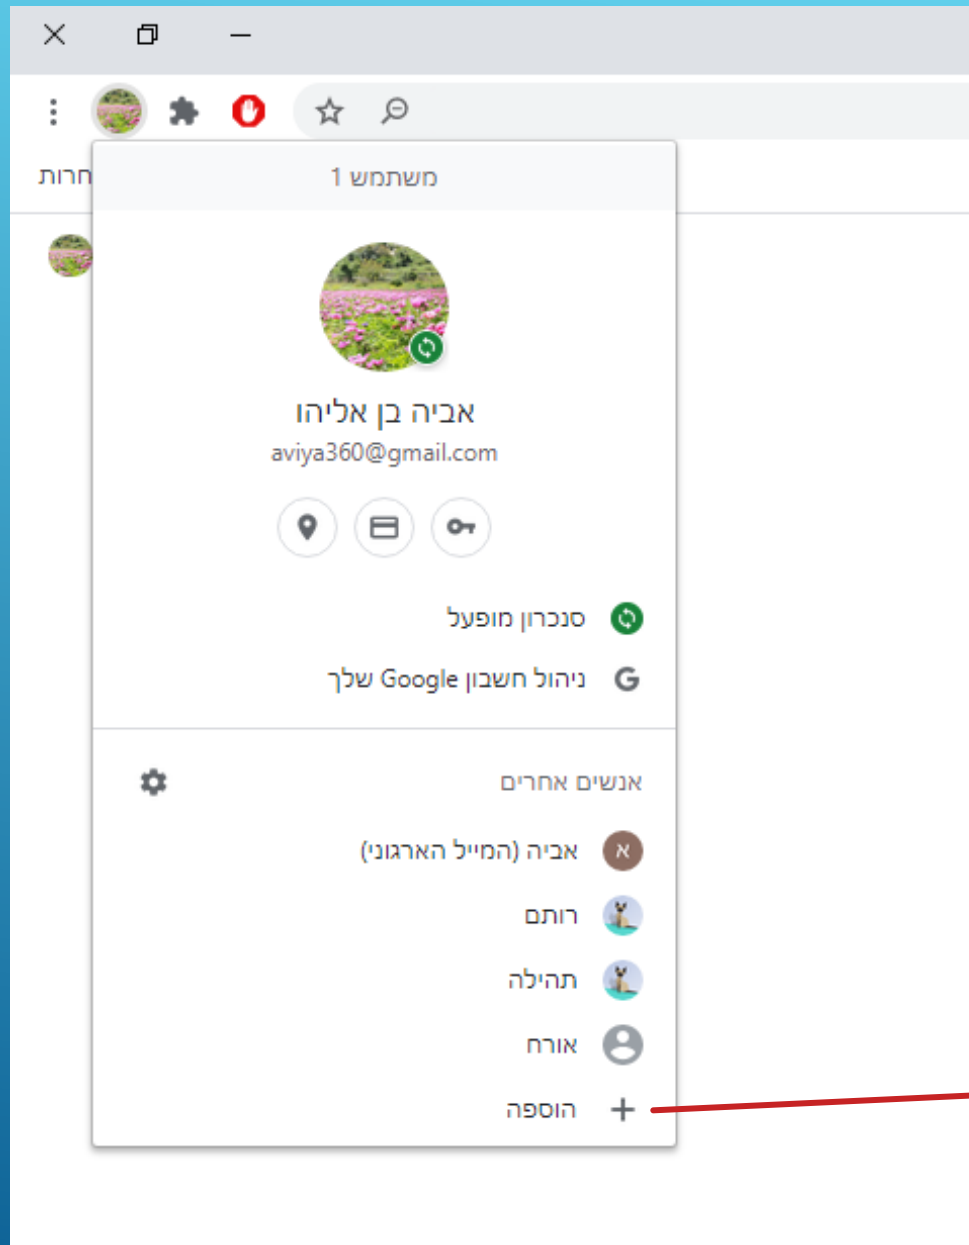 חרות
משתמש 1
אביה בן אליהו
aviya360@gmail.com
סנכרון מופעל
ניהול חשבון Google שלך
אנשים אחרים
א
אביה (המייל הארגוני)
רותם
תהילה
אורח
הוספה